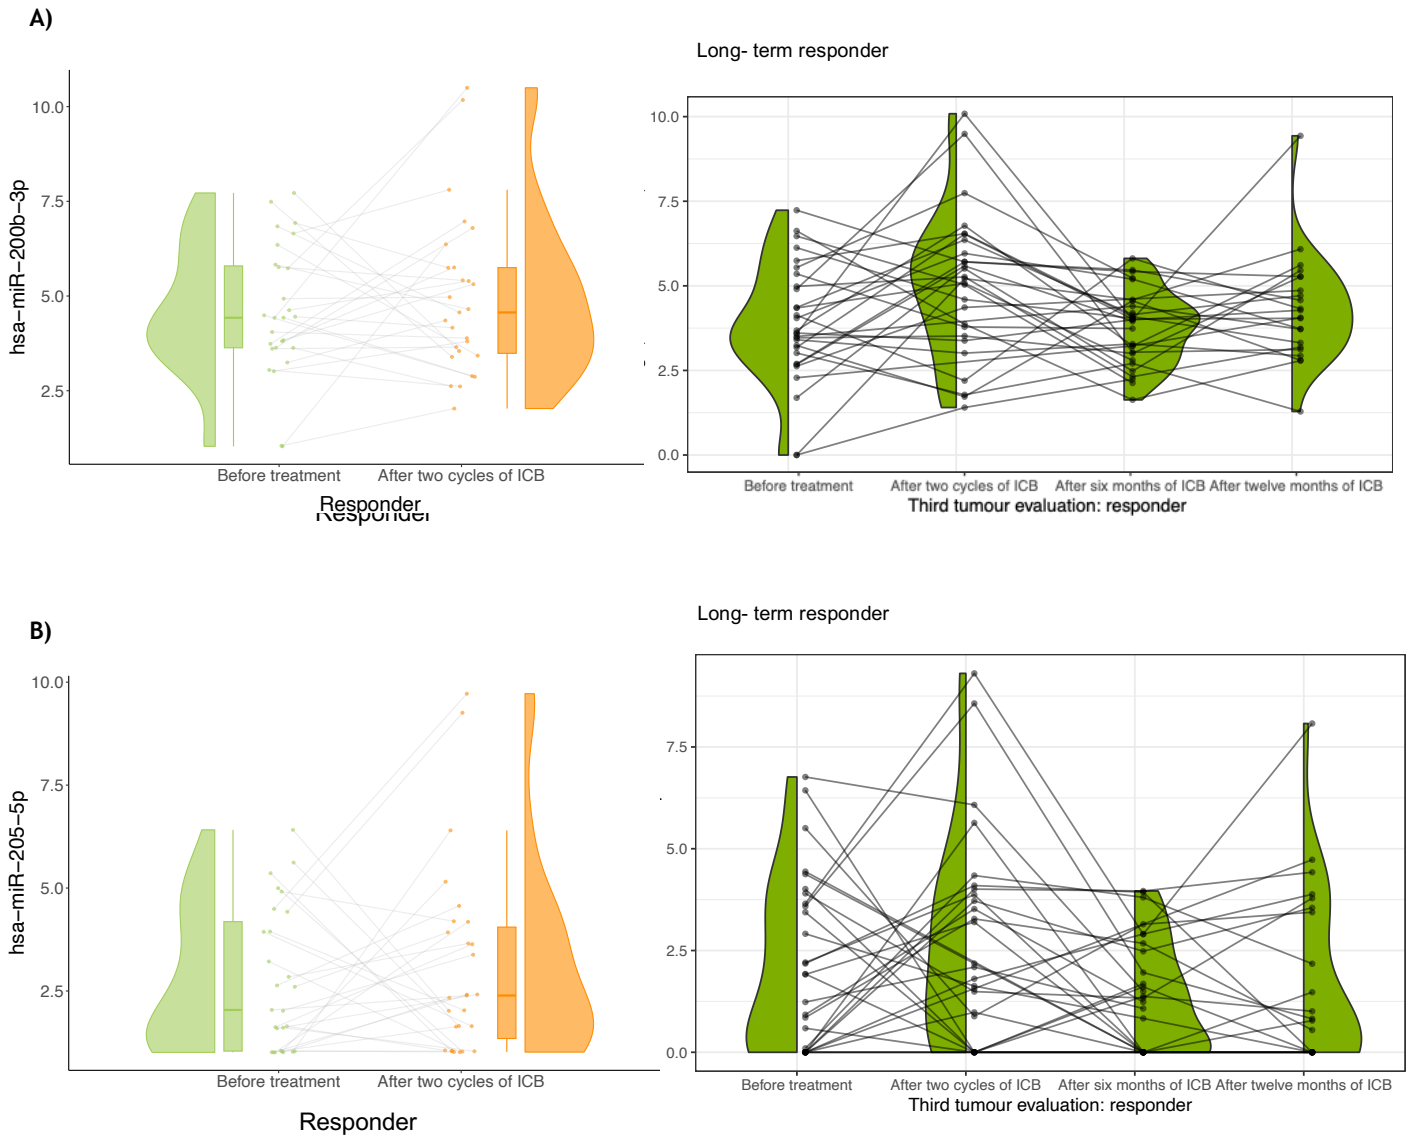 A)
Long- term responder
hsa−miR−200b−3p
10.0
7.5
5.0
2.5
Before treatment
After two cycles of ICB
Responder
Responder
10.0
7.5
5.0
2.5
0.0
Before treatment
After two cycles of ICB
After six months of ICB
After twelve months of ICB
Third tumour evaluation: responder
B)
Long- term responder
hsa−miR−205−5p
10.0
7.5
5.0
2.5
Before treatment
After two cycles of ICB
Responder
7.5
5.0
2.5
0.0
Before treatment
After two cycles of ICB
After six months of ICB
After twelve months of ICB
Third tumour evaluation: responder